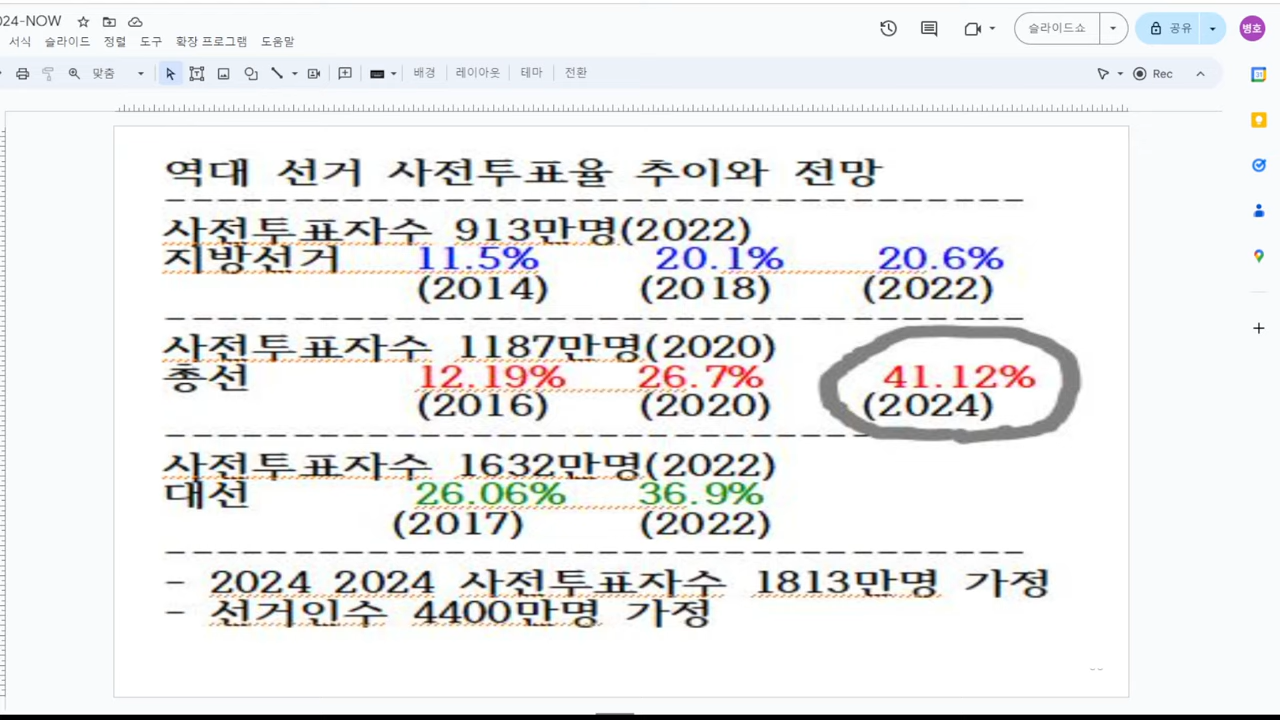 024-NOW
서식 슬라이드 정렬 도구 확장 프로그램 도움말
슬라이드쇼
공유
병호
맞춤
배경 레이아웃 테마 전환
Rec
31
역대 선거 사전투표율 추이와 전망
------------------------------------
사전투표자수 913만명(2022)
지방선거 11.5% 20.1% 20.6%
(2014) (2018) (2022)
------------------------------------
사전투표자수 1187만명(2020)
총선 12.19% 26.7% 41.12%
(2016) (2020) (2024)
------------------------------------
사전투표자수 1632만명(2022)
대선 26.06% 36.9%
(2017) (2022)
------------------------------------
- 2024 2024 사전투표자수 1813만명 가정
- 선거인수 4400만명 가정